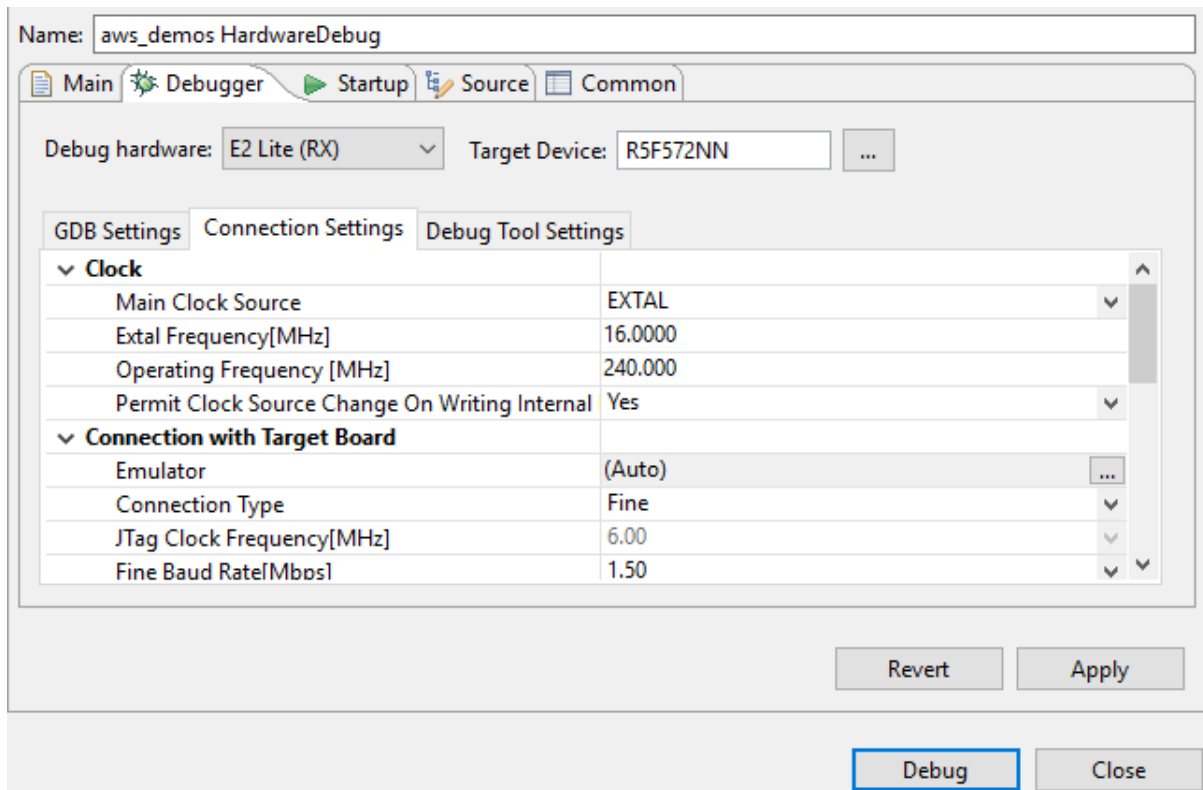 Name: aws_demos HardwareDebug
Main Debugger Startup Source Common
Debug hardware: E2 Lite (RX) Target Device: R5F572NN ...
GDB Settings Connection Settings Debug Tool Settings
Clock
Main Clock Source EXTAL
Extal Frequency[MHz] 16.0000
Operating Frequency [MHz] 240.000
Permit Clock Source Change On Writing Internal Yes
Connection with Target Board
Emulator (Auto) ...
Connection Type Fine
JTag Clock Frequency[MHz] 6.00
Fine Baud Rate[Mbps] 1.50
Revert Apply
Debug Close